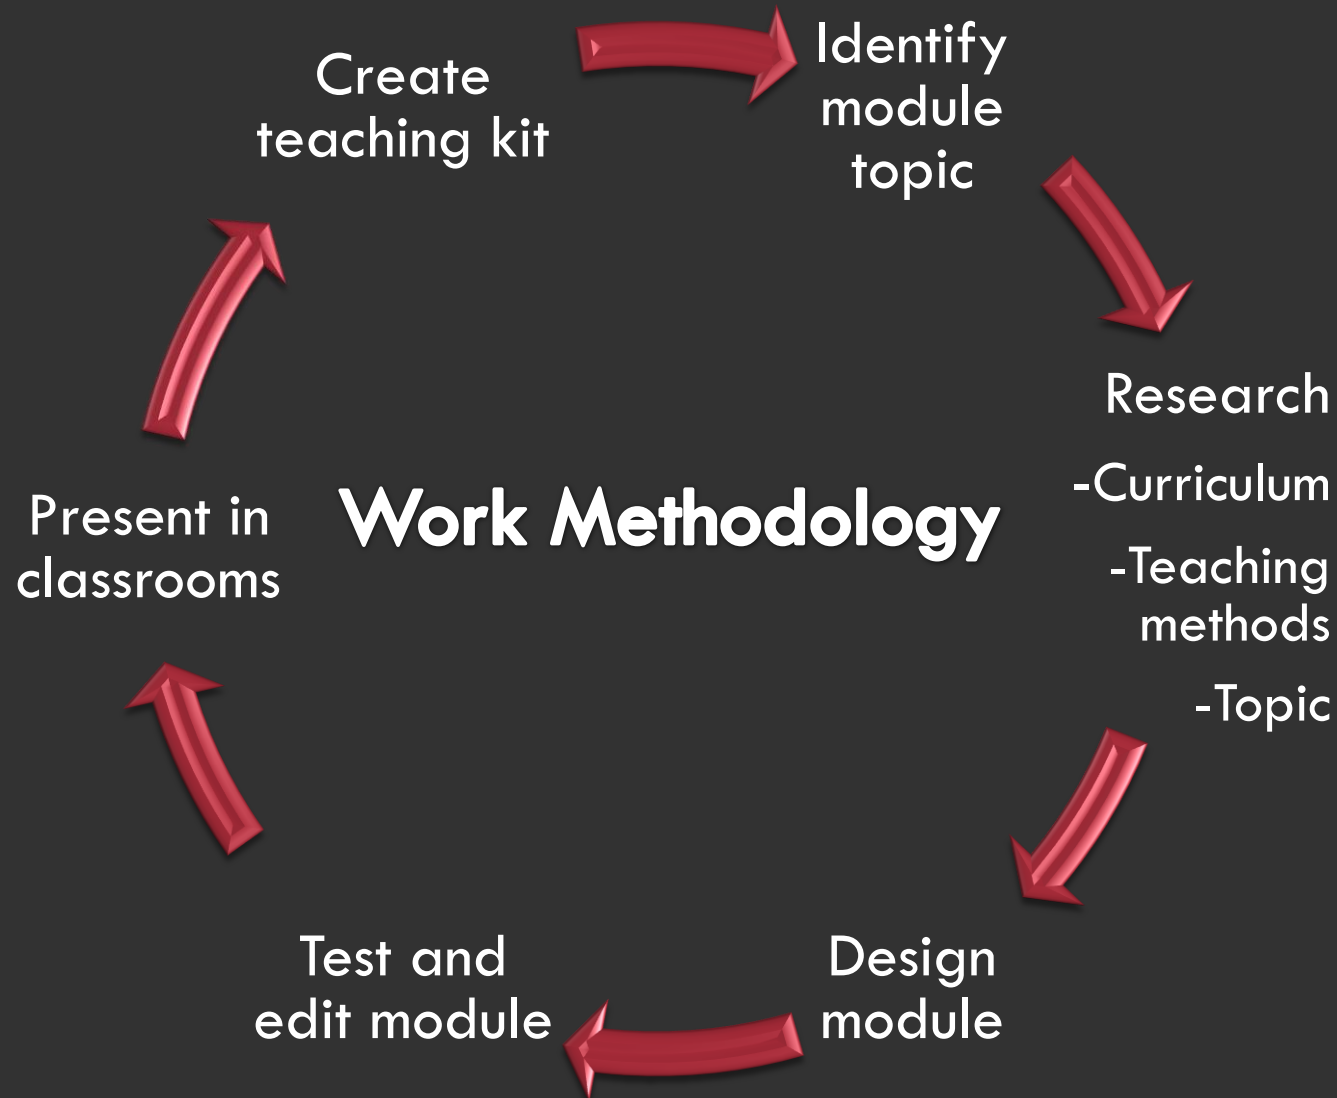 Work Methodology
Identify
module
topic
Research
-Curriculum
-Teaching
methods
-Topic
Design
module
Test and
edit module
Present in
classrooms
Create
teaching kit